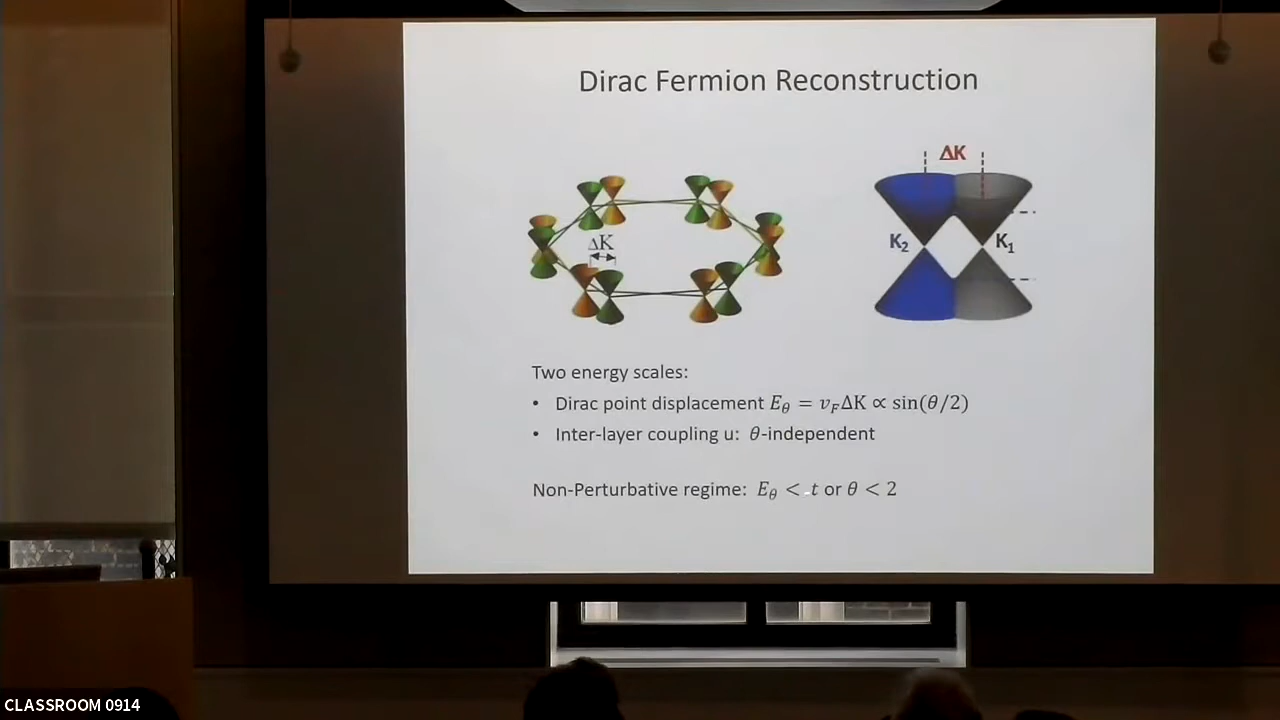 Dirac Fermion Reconstruction
ΔK
ΔK
K₂
K₁
Two energy scales:
• Dirac point displacement E_θ = v_FΔK ∝ sin(θ/2)
• Inter-layer coupling u: θ-independent
Non-Perturbative regime: E_θ < t or θ < 2
CLASSROOM 0914